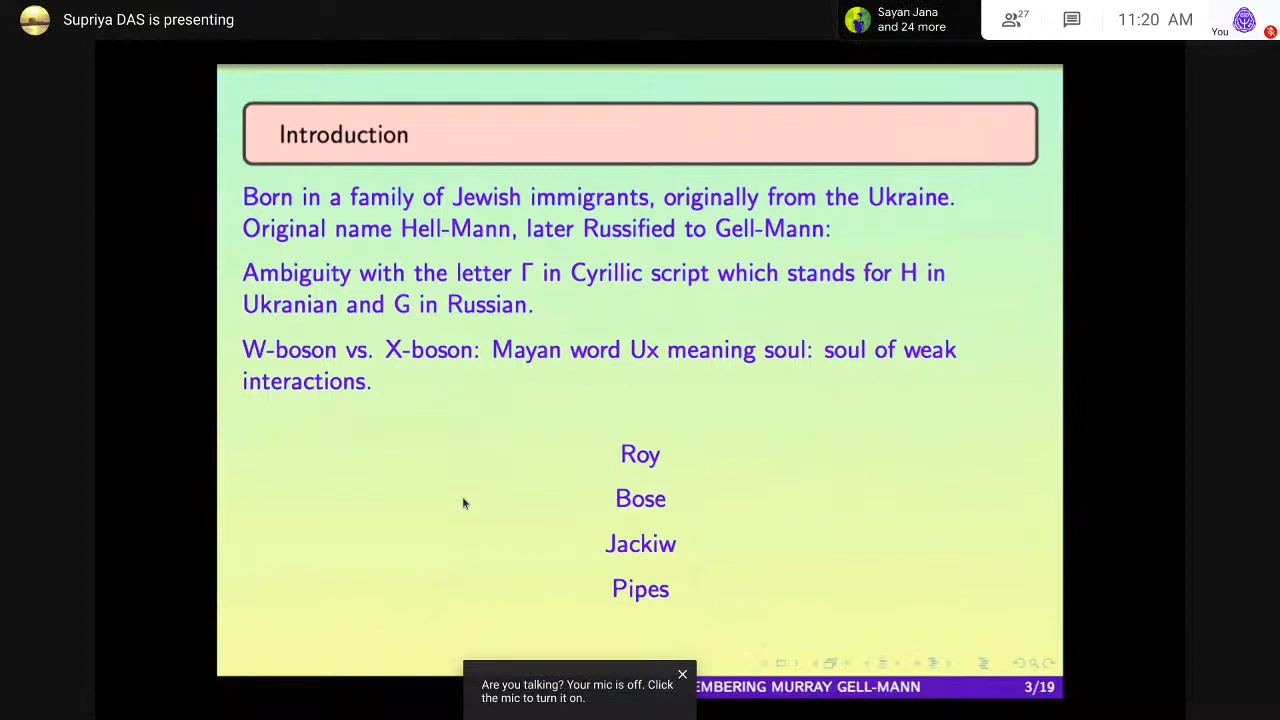 Supriya DAS is presenting
Sayan Jana
and 24 more
27
11:20 AM
You
Introduction
Born in a family of Jewish immigrants, originally from the Ukraine.
Original name Hell-Mann, later Russified to Gell-Mann:
Ambiguity with the letter Γ in Cyrillic script which stands for H in
Ukranian and G in Russian.
W-boson vs. X-boson: Mayan word Ux meaning soul: soul of weak
interactions.
Roy
Bose
Jackiw
Pipes
Are you talking? Your mic is off. Click
the mic to turn it on.
EMBERING MURRAY GELL-MANN
3/19